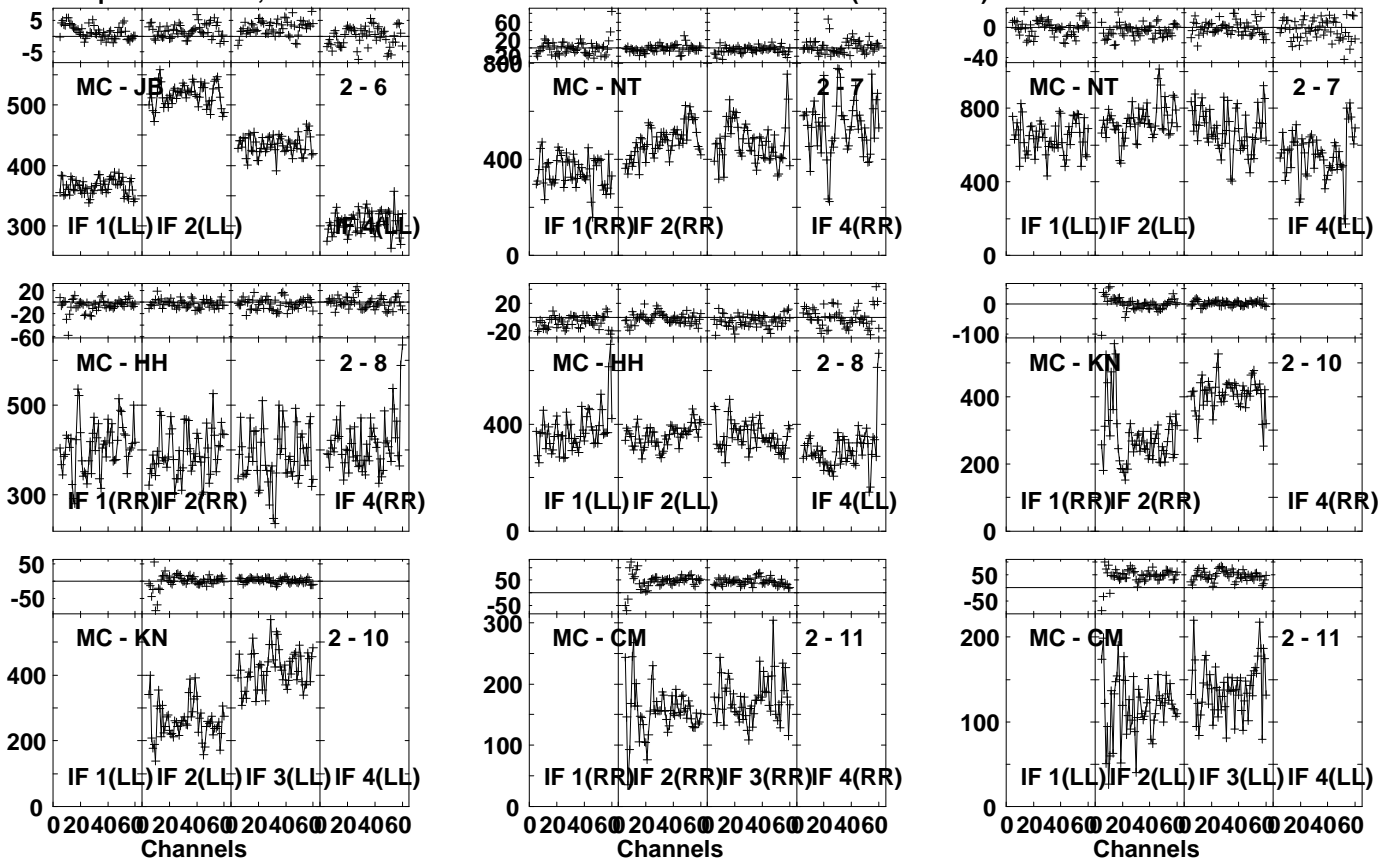 5
-5
500
400
300
MC - JB
2 - 6
IF 1(LL)
IF 2(LL)
IF 4(LL)
60
20
800
400
0
MC - NT
2 - 7
IF 1(RR)
IF 2(RR)
IF 4(RR)
0
-40
800
400
0
MC - NT
2 - 7
IF 1(LL)
IF 2(LL)
IF 4(LL)
20
-20
-60
500
300
MC - HH
2 - 8
IF 1(RR)
IF 2(RR)
IF 4(RR)
20
-20
400
0
MC - HH
2 - 8
IF 1(LL)
IF 2(LL)
IF 4(LL)
0
-100
400
200
0
MC - KN
2 - 10
IF 1(RR)
IF 2(RR)
IF 4(RR)
50
-50
400
200
0
MC - KN
2 - 10
IF 1(LL)
IF 2(LL)
IF 3(LL)
IF 4(LL)
0 204060 0 204060 0 204060 0 204060
Channels
50
-50
300
200
100
0
MC - CM
2 - 11
IF 1(RR)
IF 2(RR)
IF 3(RR)
IF 4(RR)
0 204060 0 204060 0 204060 0 204060
Channels
50
-50
200
100
0
MC - CM
2 - 11
IF 1(LL)
IF 2(LL)
IF 3(LL)
IF 4(LL)
0 204060 0 204060 0 204060 0 204060
Channels